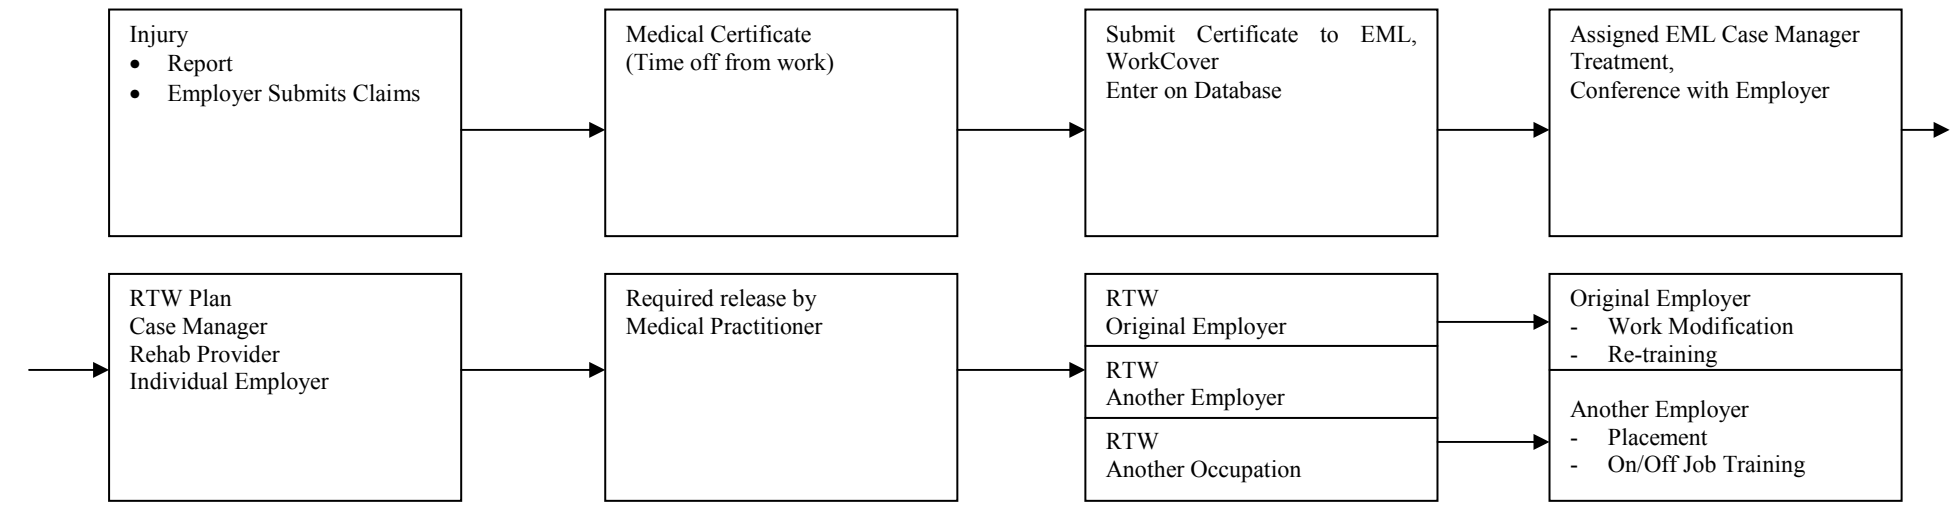 Injury
• Report
• Employer Submits Claims
Medical Certificate
(Time off from work)
Submit Certificate to EML,
WorkCover
Enter on Database
Assigned EML Case Manager
Treatment,
Conference with Employer
RTW Plan
Case Manager
Rehab Provider
Individual Employer
Required release by
Medical Practitioner
RTW
Original Employer
RTW
Another Employer
RTW
Another Occupation
Original Employer
- Work Modification
- Re-training
Another Employer
- Placement
- On/Off Job Training